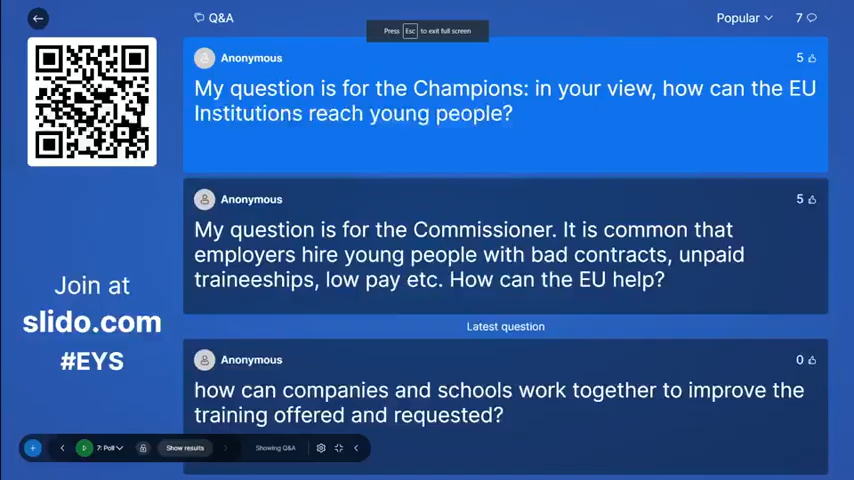 Q&A
Popular
7
Press Esc to exit full screen
Anonymous
5
My question is for the Champions: in your view, how can the EU
Institutions reach young people?
Anonymous
5
My question is for the Commissioner. It is common that
employers hire young people with bad contracts, unpaid
traineeships, low pay etc. How can the EU help?
Join at
slido.com
#EYS
Latest question
Anonymous
0
how can companies and schools work together to improve the
training offered and requested?
7: Poll
Show results
Showing Q&A